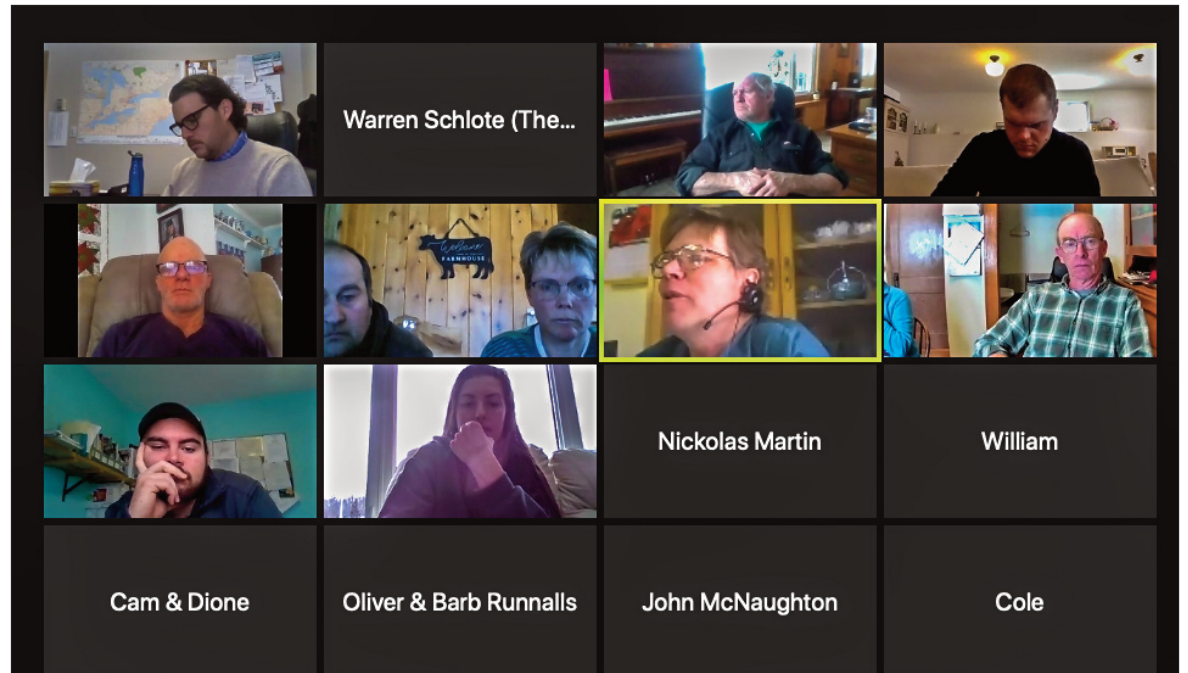 Warren Schlote (The...
Welcome
FARMHOUSE
Nickolas Martin
William
Cam & Dione
Oliver & Barb Runnalls
John McNaughton
Cole